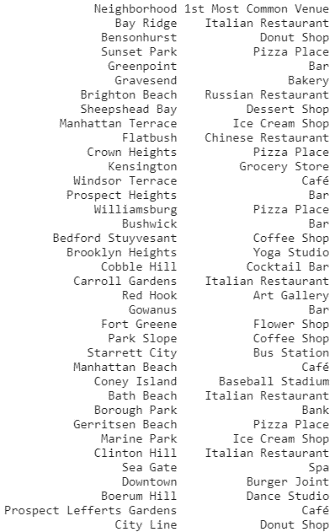 Neighborhood 1st Most Common Venue
Bay Ridge Italian Restaurant
Bensonhurst Donut Shop
Sunset Park Pizza Place
Greenpoint Bar
Gravesend Bakery
Brighton Beach Russian Restaurant
Sheepshead Bay Dessert Shop
Manhattan Terrace Ice Cream Shop
Flatbush Chinese Restaurant
Crown Heights Pizza Place
Kensington Grocery Store
Windsor Terrace Café
Prospect Heights Bar
Williamsburg Pizza Place
Bushwick Bar
Bedford Stuyvesant Coffee Shop
Brooklyn Heights Yoga Studio
Cobble Hill Cocktail Bar
Carroll Gardens Italian Restaurant
Red Hook Art Gallery
Gowanus Bar
Fort Greene Flower Shop
Park Slope Coffee Shop
Starrett City Bus Station
Manhattan Beach Café
Coney Island Baseball Stadium
Bath Beach Italian Restaurant
Borough Park Bank
Gerritsen Beach Pizza Place
Marine Park Ice Cream Shop
Clinton Hill Italian Restaurant
Sea Gate Spa
Downtown Burger Joint
Boerum Hill Dance Studio
Prospect Lefferts Gardens Café
City Line Donut Shop